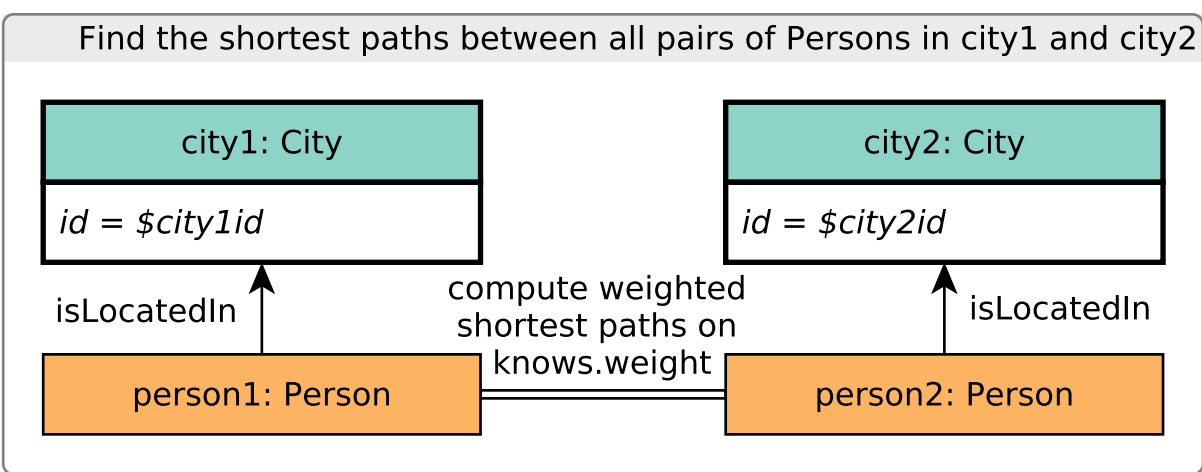 Find the shortest paths between all pairs of Persons in city1 and city2
city1: City
city2: City
id = $city1id
id = $city2id
isLocatedIn
compute weighted
shortest paths on
knows.weight
isLocatedIn
person1: Person
person2: Person